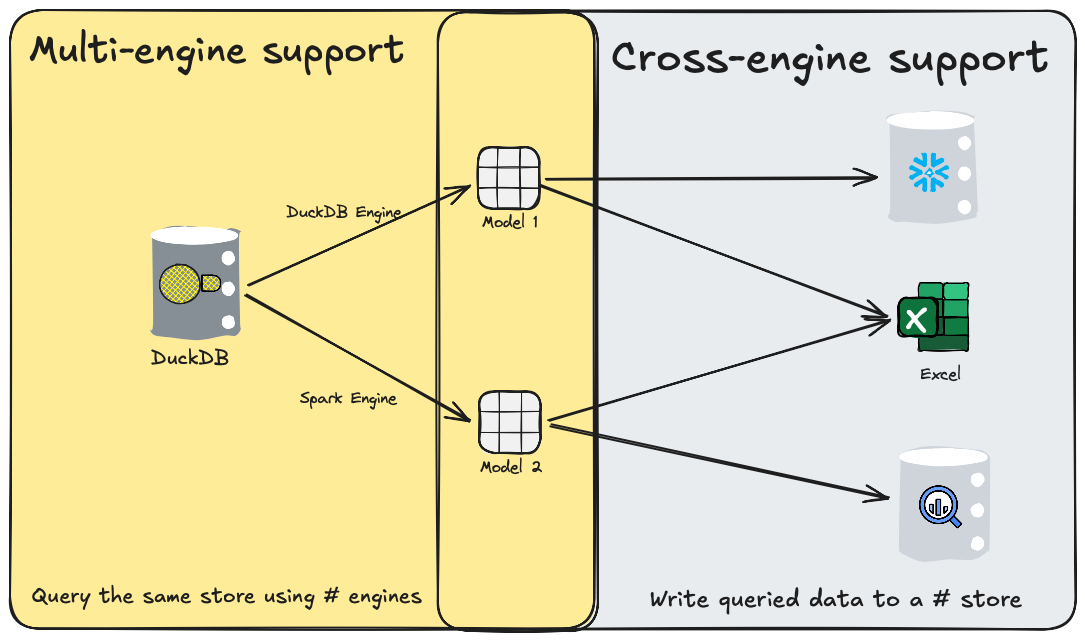 Multi-engine support
Cross-engine support
DuckDB Engine
Model 1
DuckDB
X
Excel
Spark Engine
Model 2
Query the same store using # engines
Write queried data to a # store